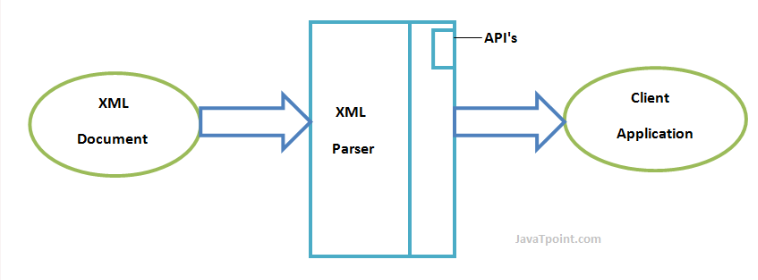 XML
Document
XML
Parser
API's
Client
Application
JavaTpoint.com